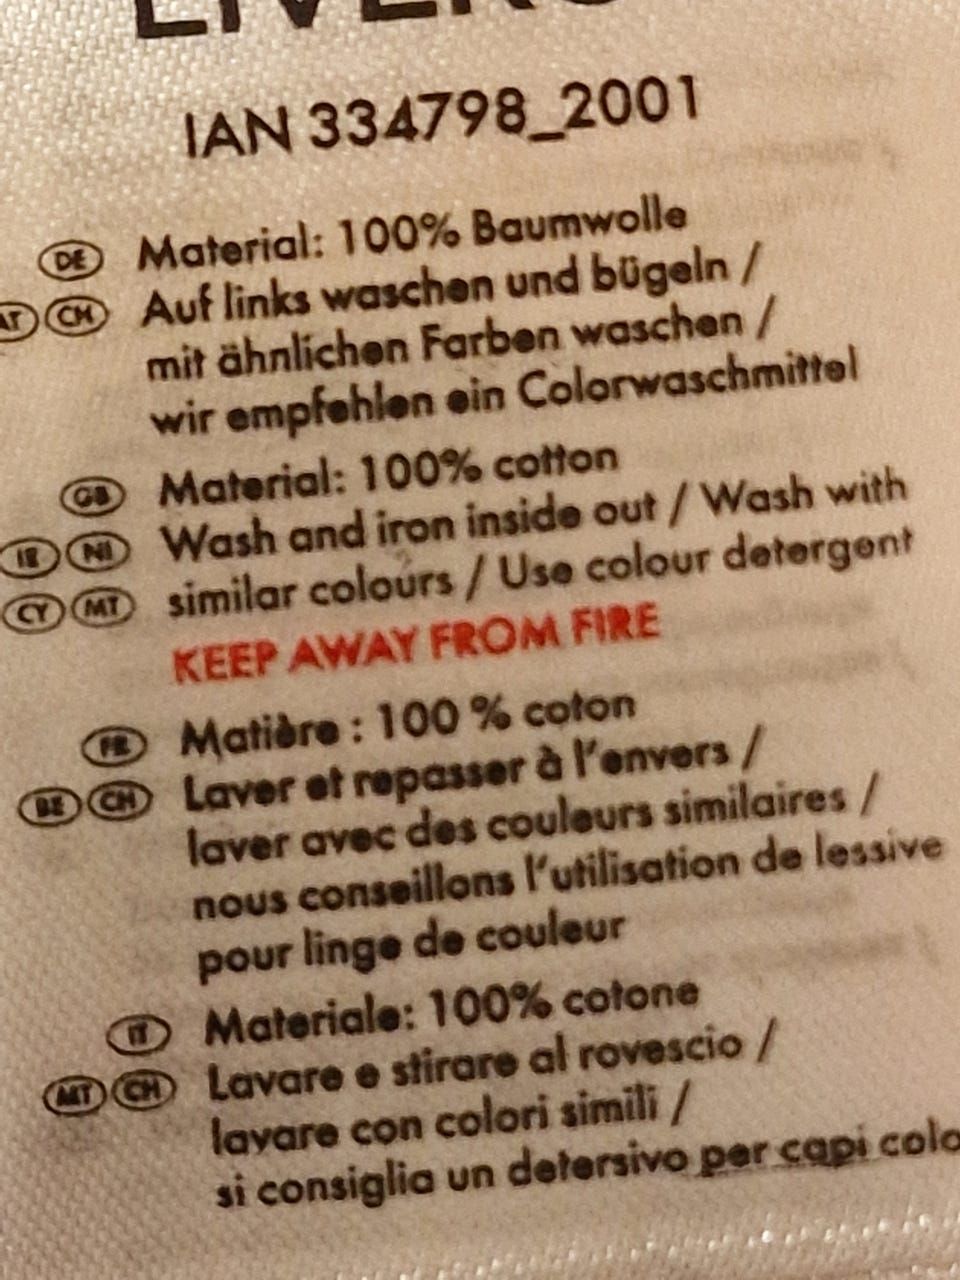 IAN 334798_2001
DE Material: 100% Baumwolle
AT CH Auf links waschen und bügeln /
mit ähnlichen Farben waschen /
wir empfehlen ein Colorwaschmittel
GB Material: 100% cotton
IE NI Wash and iron inside out / Wash with
CY MT similar colours / Use colour detergent
KEEP AWAY FROM FIRE
FR Matière : 100 % coton
BE CH Laver et repasser à l'envers /
laver avec des couleurs similaires /
nous conseillons l'utilisation de lessive
pour linge de couleur
IT Materiale: 100% cotone
MT CH Lavare e stirare al rovescio /
lavare con colori simili /
si consiglia un detersivo per capi colo